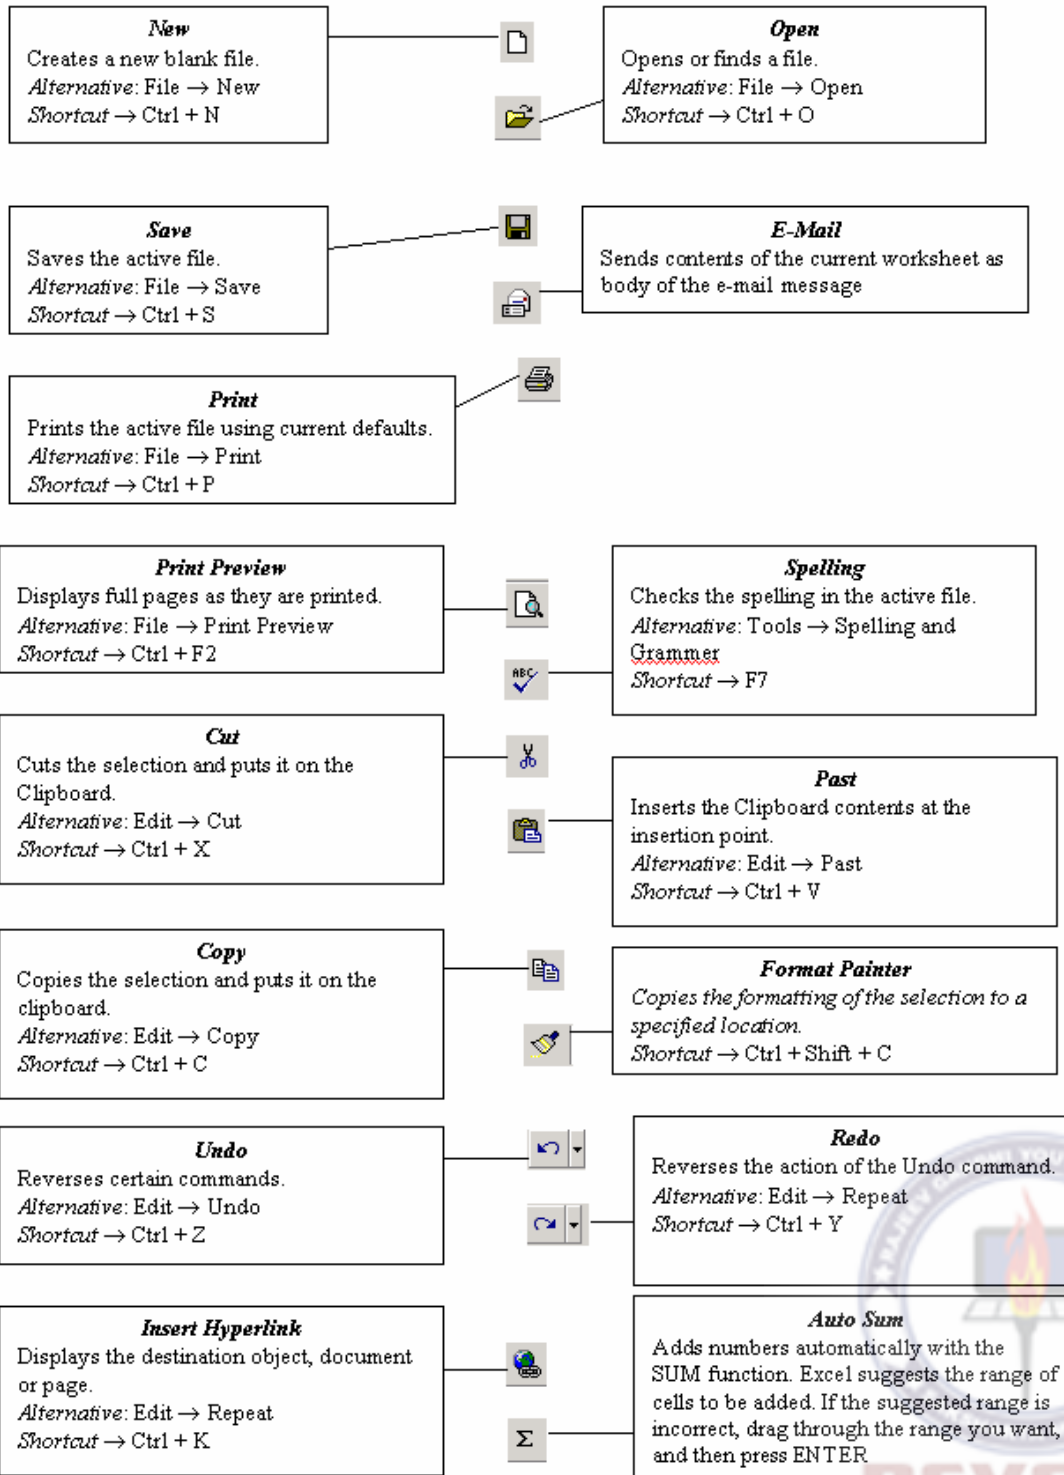 New
Creates a new blank file.
Alternative: File → New
Shortcut → Ctrl + N
Open
Opens or finds a file.
Alternative: File → Open
Shortcut → Ctrl + O
Save
Saves the active file.
Alternative: File → Save
Shortcut → Ctrl + S
E-Mail
Sends contents of the current worksheet as
body of the e-mail message
Print
Prints the active file using current defaults.
Alternative: File → Print
Shortcut → Ctrl + P
Print Preview
Displays full pages as they are printed.
Alternative: File → Print Preview
Shortcut → Ctrl + F2
Spelling
Checks the spelling in the active file.
Alternative: Tools → Spelling and
Grammer
Shortcut → F7
ABC
Cut
Cuts the selection and puts it on the
Clipboard.
Alternative: Edit → Cut
Shortcut → Ctrl + X
Past
Inserts the Clipboard contents at the
insertion point.
Alternative: Edit → Past
Shortcut → Ctrl + V
Copy
Copies the selection and puts it on the
clipboard.
Alternative: Edit → Copy
Shortcut → Ctrl + C
Format Painter
Copies the formatting of the selection to a
specified location.
Shortcut → Ctrl + Shift + C
Undo
Reverses certain commands.
Alternative: Edit → Undo
Shortcut → Ctrl + Z
Redo
Reverses the action of the Undo command.
Alternative: Edit → Repeat
Shortcut → Ctrl + Y
Insert Hyperlink
Displays the destination object, document
or page.
Alternative: Edit → Repeat
Shortcut → Ctrl + K
Σ
Auto Sum
Adds numbers automatically with the
SUM function. Excel suggests the range of
cells to be added. If the suggested range is
incorrect, drag through the range you want,
and then press ENTER